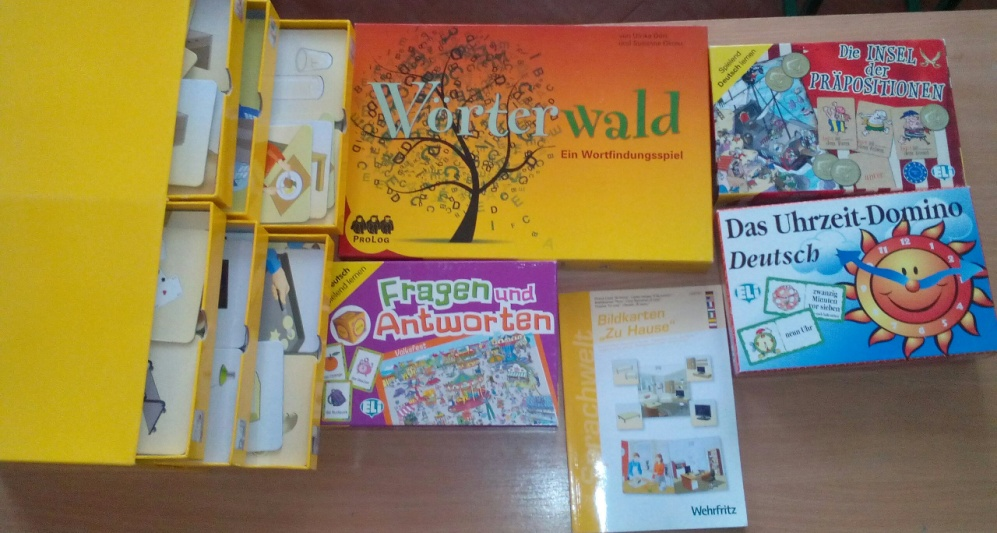 Wörterwald
Ein Wortfindungsspiel
ProLog
Spielend
Deutsch lernen
Die INSEL
der
PRÄPOSITIONEN
ELI
Das Uhrzeit-Domino
Deutsch
ELI
zwanzig
Minuten
vor sieben
neun Uhr
Deutsch
spielend lernen
Fragen und
Antworten
Volksfest
ELI
Bildkarten
„Zu Hause“
Sprachwelt
Wehrfritz